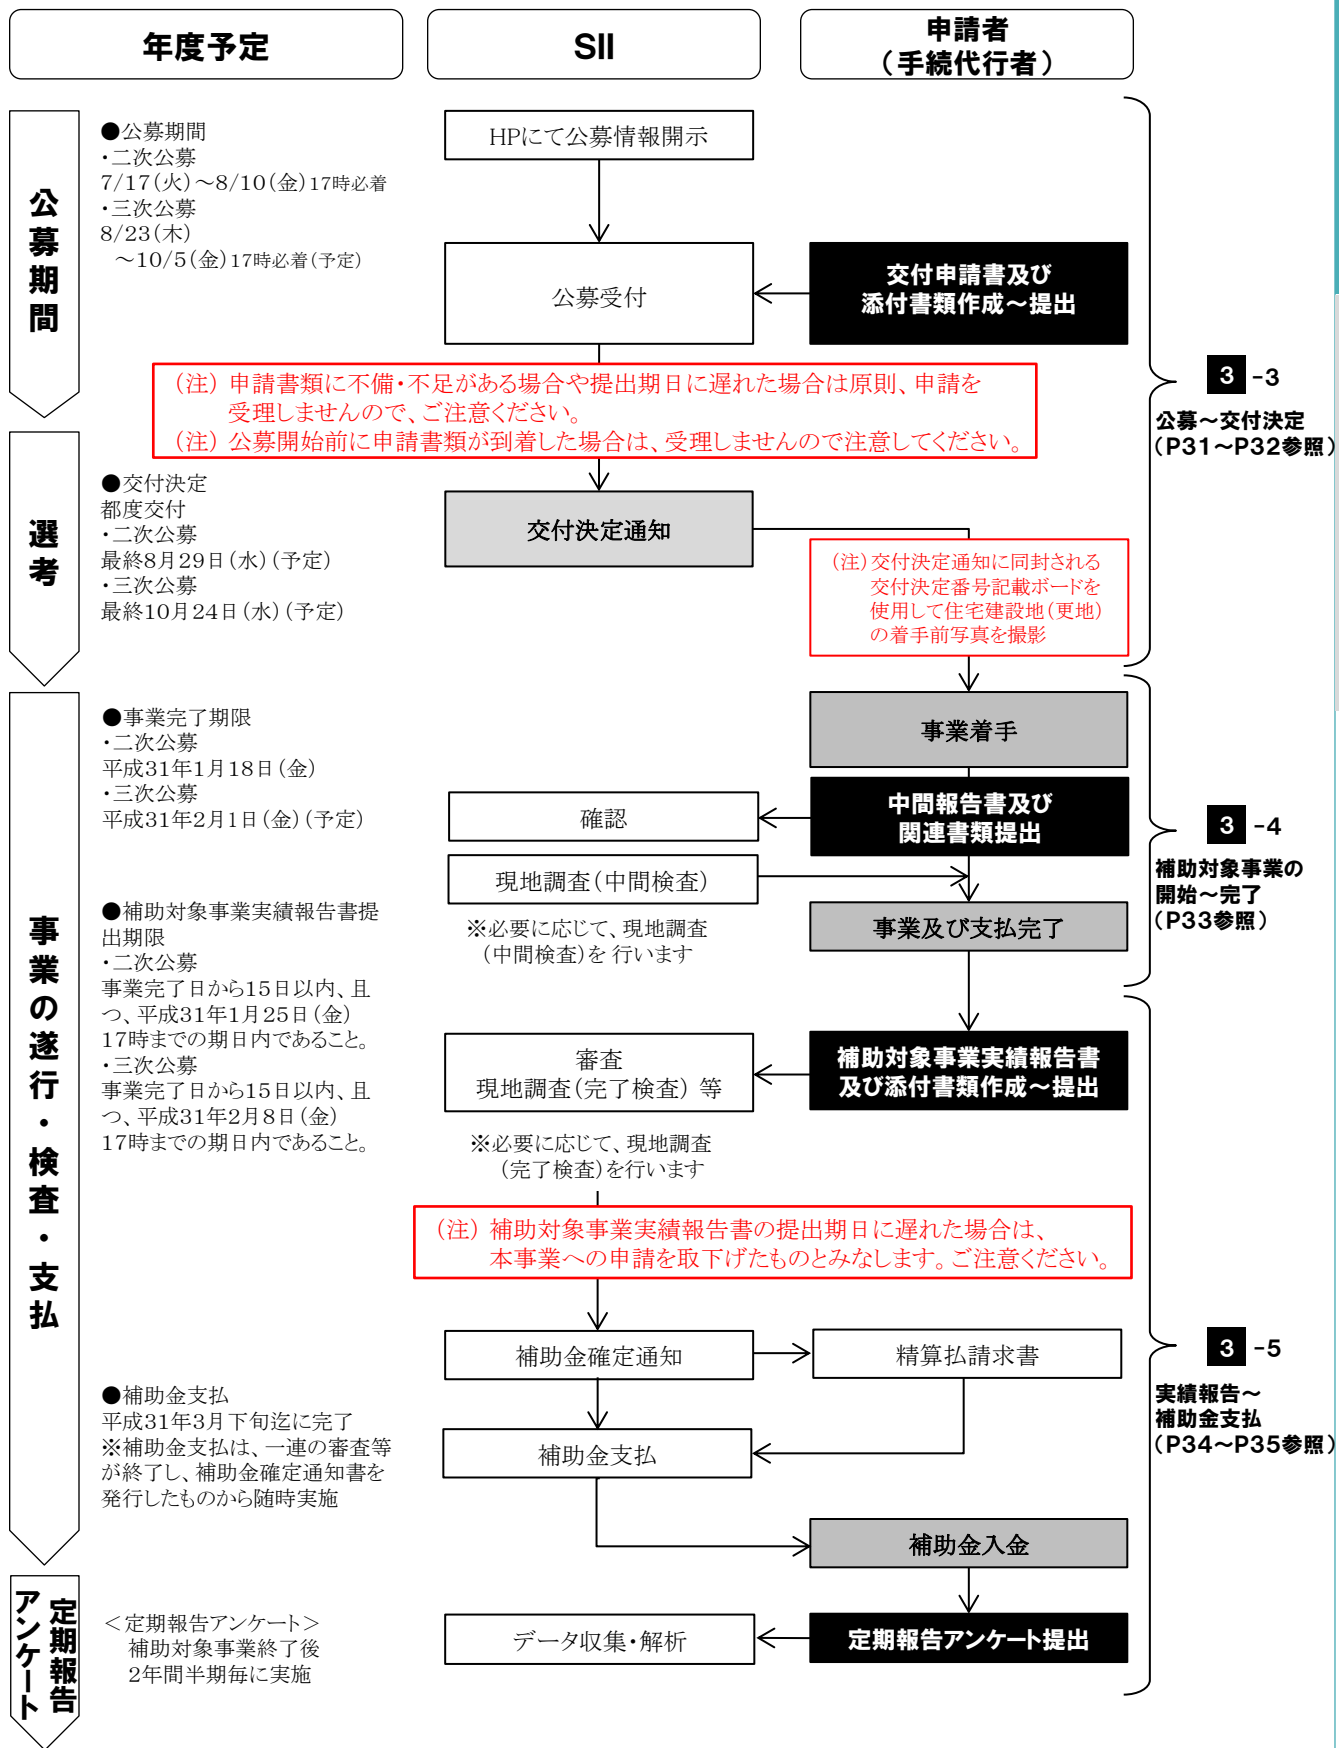 年度予定
SII
申請者
（手続代行者）
公募期間
●公募期間
・二次公募
7/17（火）～8/10（金）17時必着
・三次公募
8/23（木）
～10/5（金）17時必着（予定）
HPにて公募情報開示
公募受付
交付申請書及び
添付書類作成～提出
（注） 申請書類に不備・不足がある場合や提出期日に遅れた場合は原則、申請を
受理しませんので、ご注意ください。
（注） 公募開始前に申請書類が到着した場合は、受理しませんので注意してください。
3 -3
公募～交付決定
（P31～P32参照）
選考
●交付決定
都度交付
・二次公募
最終8月29日（水）（予定）
・三次公募
最終10月24日（水）（予定）
交付決定通知
（注）交付決定通知に同封される
交付決定番号記載ボードを
使用して住宅建設地（更地）
の着手前写真を撮影
事業の遂行・検査・支払
●事業完了期限
・二次公募
平成31年1月18日（金）
・三次公募
平成31年2月1日（金）（予定）
事業着手
確認
中間報告書及び
関連書類提出
現地調査（中間検査）
※必要に応じて、現地調査
（中間検査）を 行います
事業及び支払完了
3 -4
補助対象事業の
開始～完了
（P33参照）
●補助対象事業実績報告書提
出期限
・二次公募
事業完了日から15日以内、且
つ、平成31年1月25日（金）
17時までの期日内であること。
・三次公募
事業完了日から15日以内、且
つ、平成31年2月8日（金）
17時までの期日内であること。
審査
現地調査（完了検査） 等
補助対象事業実績報告書
及び添付書類作成～提出
※必要に応じて、現地調査
（完了検査）を行います
（注） 補助対象事業実績報告書の提出期日に遅れた場合は、
本事業への申請を取下げたものとみなします。ご注意ください。
補助金確定通知
精算払請求書
●補助金支払
平成31年3月下旬迄に完了
※補助金支払は、一連の審査等
が終了し、補助金確定通知書を
発行したものから随時実施
補助金支払
補助金入金
3 -5
実績報告～
補助金支払
（P34～P35参照）
定期報告
アンケート
＜定期報告アンケート＞
補助対象事業終了後
2年間半期毎に実施
データ収集・解析
定期報告アンケート提出